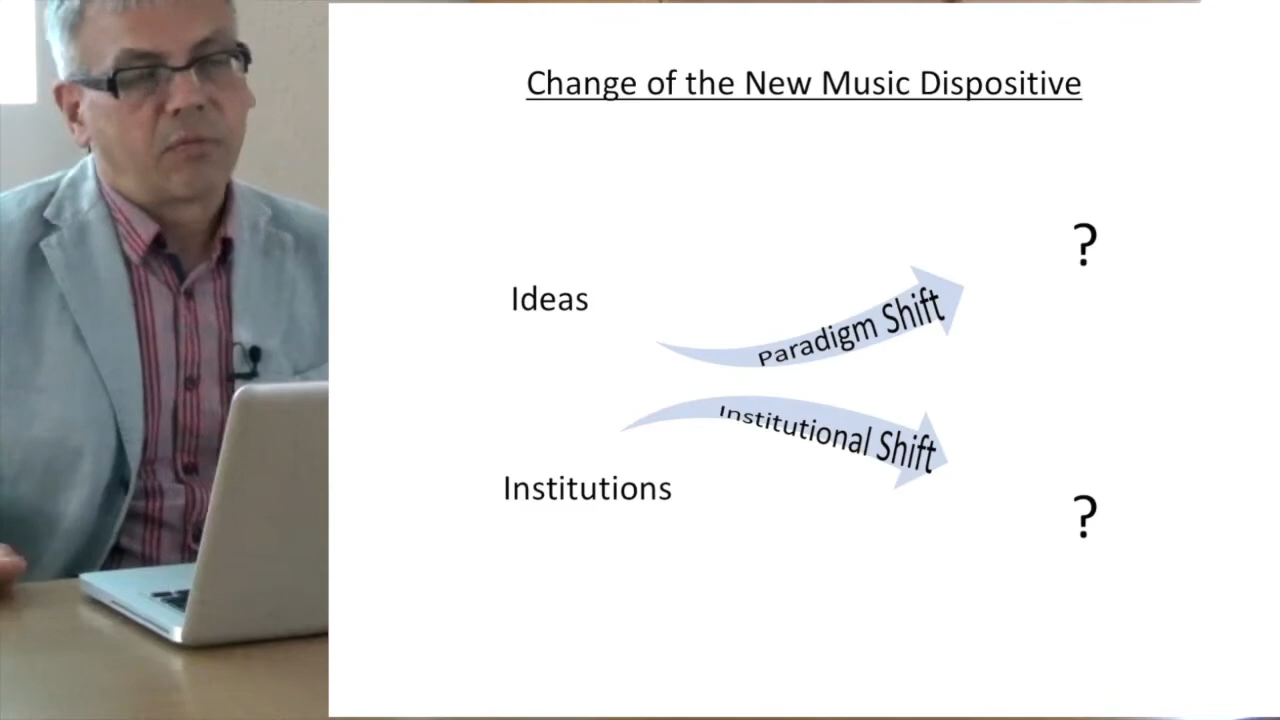 Change of the New Music Dispositive
?
Ideas
Paradigm Shift
Institutional Shift
Institutions
?